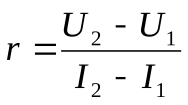 r = (U₂ - U₁) / (I₂ - I₁)